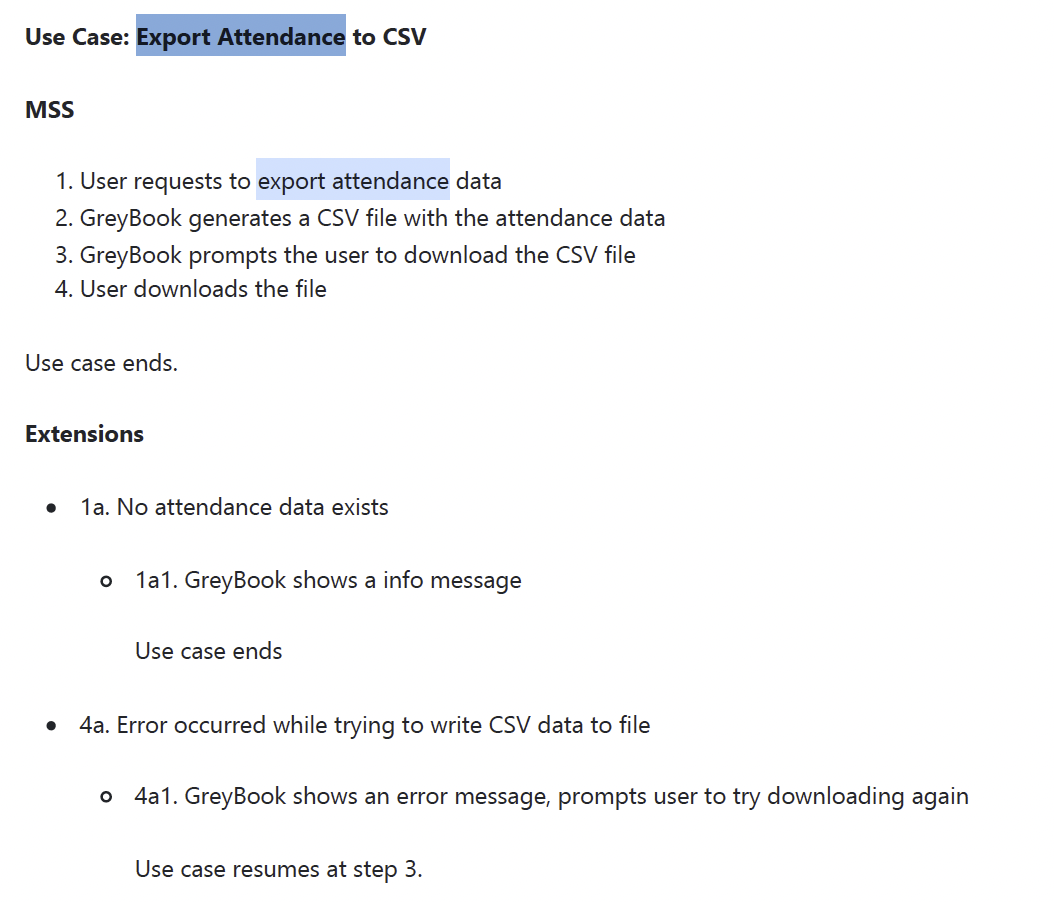 Use Case: Export Attendance to CSV
MSS
1. User requests to export attendance data
2. GreyBook generates a CSV file with the attendance data
3. GreyBook prompts the user to download the CSV file
4. User downloads the file
Use case ends.
Extensions
• 1a. No attendance data exists
○ 1a1. GreyBook shows a info message
Use case ends
• 4a. Error occurred while trying to write CSV data to file
○ 4a1. GreyBook shows an error message, prompts user to try downloading again
Use case resumes at step 3.